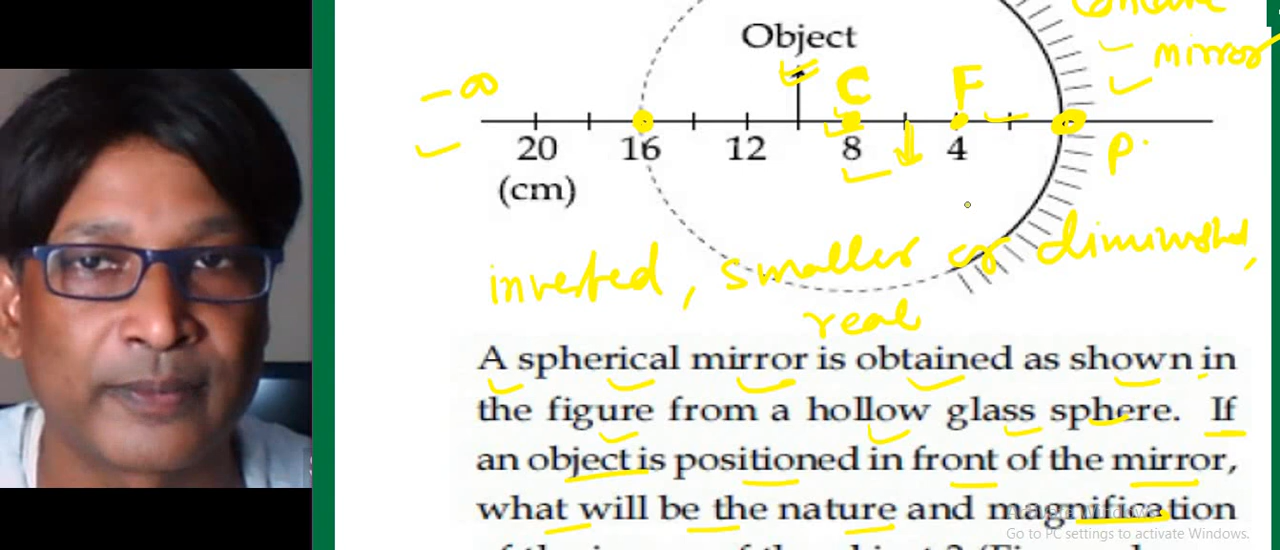 concave
Object
mirror
-∞
C
F
20 16 12 8 4
P.
(cm)
inverted, smaller or diminished,
real
A spherical mirror is obtained as shown in
the figure from a hollow glass sphere. If
an object is positioned in front of the mirror,
what will be the nature and magnification
Go to PC settings to activate Windows.